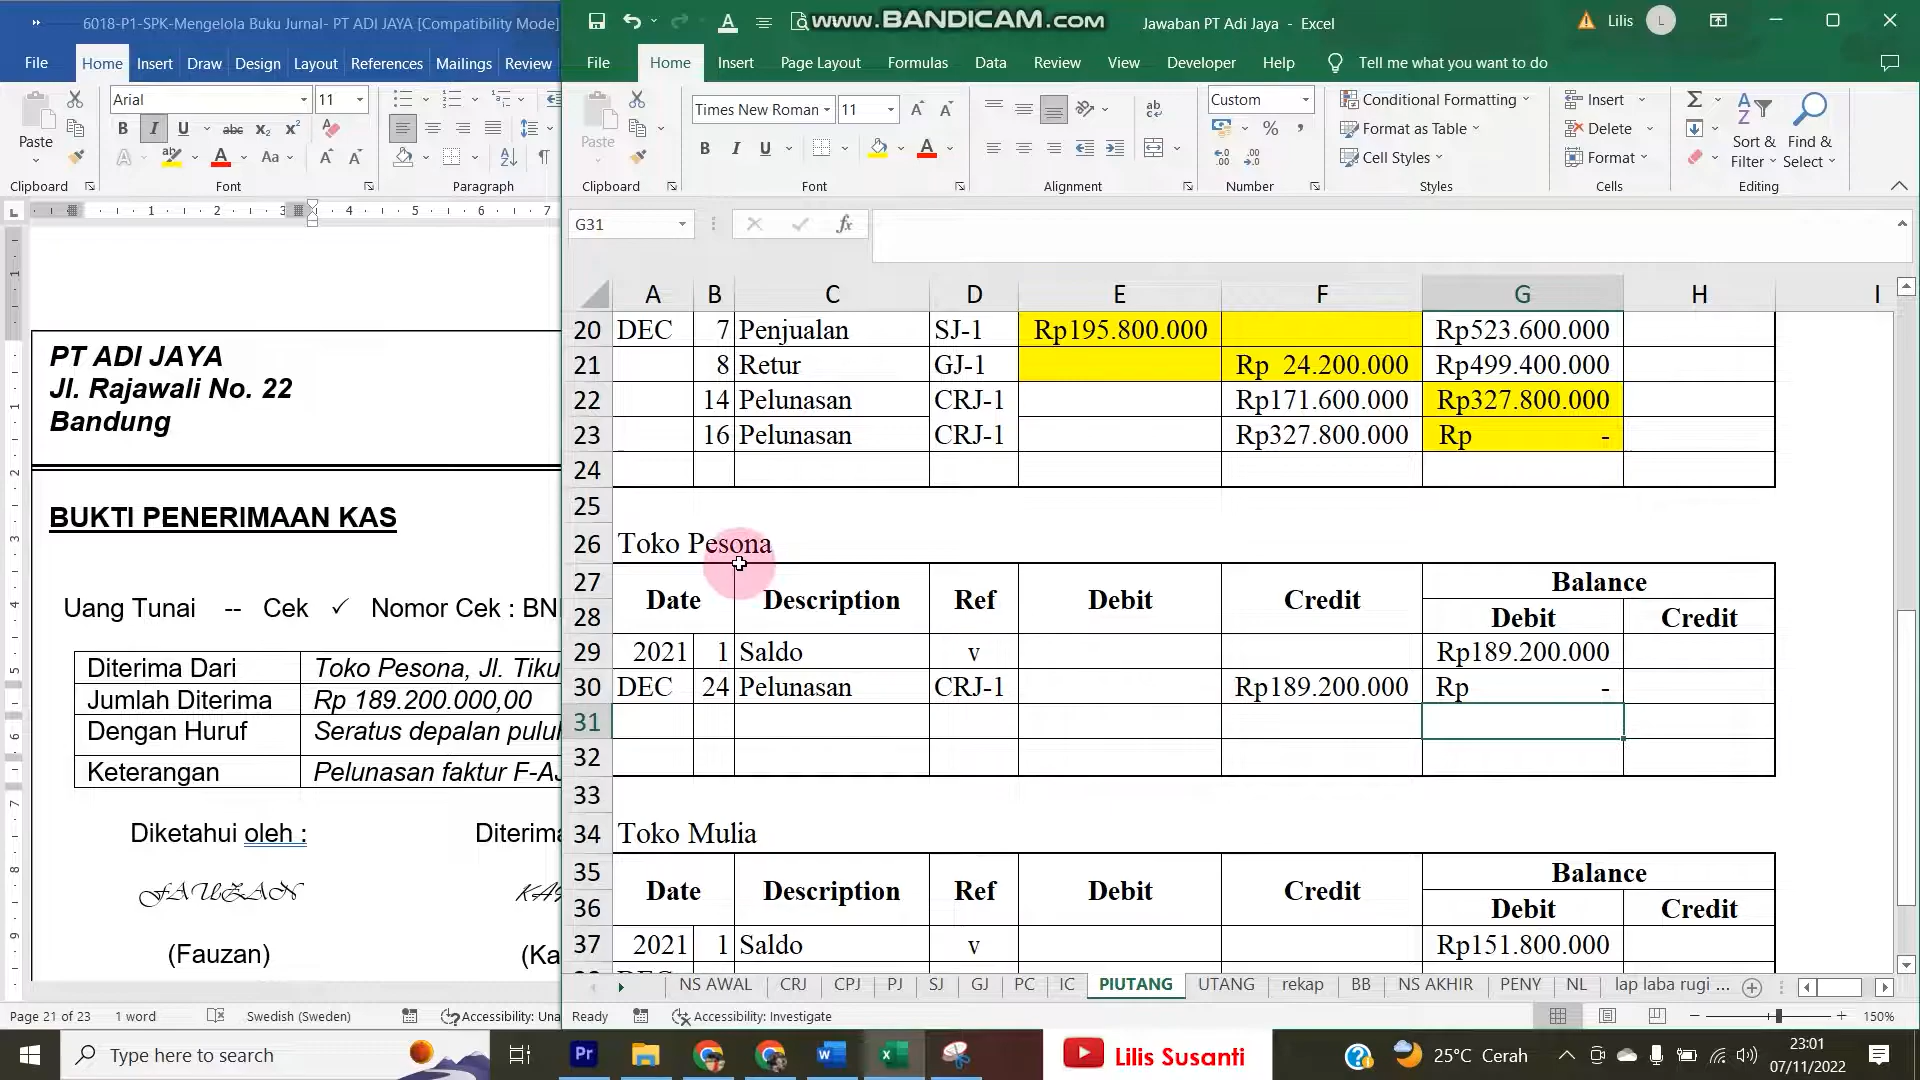 6018-P1-SPK-Mengelola Buku Jurnal- PT ADI JAYA [Compatibility Mode]
File Home Insert Draw Design Layout References Mailings Review
Arial 11
Paste
Clipboard Font Paragraph
PT ADI JAYA
Jl. Rajawali No. 22
Bandung
BUKTI PENERIMAAN KAS
Uang Tunai -- Cek ✓ Nomor Cek : BN
Diterima Dari Toko Pesona, Jl. Tiku
Jumlah Diterima Rp 189.200.000,00
Dengan Huruf Seratus depalan pulu
Keterangan Pelunasan faktur F-A
Diketahui oleh : Diterima
FAUZAN
(Fauzan) (Ka
Page 21 of 23 1 word Swedish (Sweden) Accessibility: Una
www.BANDICAM.com Jawaban PT Adi Jaya - Excel Lilis L
File Home Insert Page Layout Formulas Data Review View Developer Help Tell me what you want to do
Paste Times New Roman 11 Custom Conditional Formatting Format as Table Cell Styles Insert Delete Format Sort & Filter Find & Select
Clipboard Font Alignment Number Styles Cells Editing
G31 fx
A B C D E F G H I
20 DEC 7 Penjualan SJ-1 Rp195.800.000 Rp523.600.000
21 8 Retur GJ-1 Rp 24.200.000 Rp499.400.000
22 14 Pelunasan CRJ-1 Rp171.600.000 Rp327.800.000
23 16 Pelunasan CRJ-1 Rp327.800.000 Rp -
24
25
26 Toko Pesona
27 Date Description Ref Debit Credit Balance
28 Debit Credit
29 2021 1 Saldo v Rp189.200.000
30 DEC 24 Pelunasan CRJ-1 Rp189.200.000 Rp -
31
32
33
34 Toko Mulia
35 Date Description Ref Debit Credit Balance
36 Debit Credit
37 2021 1 Saldo v Rp151.800.000
NS AWAL CRJ CPJ PJ SJ GJ PC IC PIUTANG UTANG rekap BB NS AKHIR PENY NL lap laba rugi ...
Ready Accessibility: Investigate 150%
Type here to search Lilis Susanti 25°C Cerah 23:01
07/11/2022